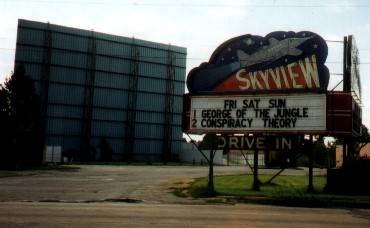 SKYVIEW
FRI SAT SUN
1 GEORGE OF THE JUNGLE
2 CONSPIRACY THEORY
DRIVE IN